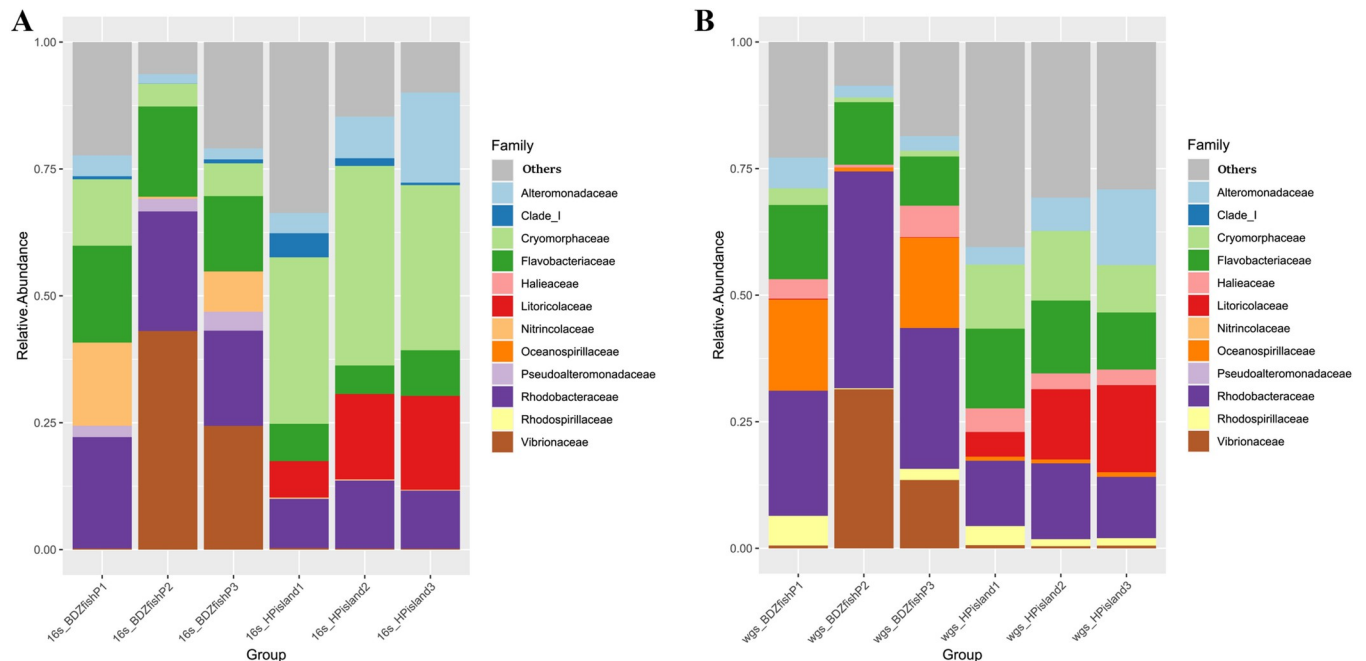 A
Relative.Abundance
1.00
0.75
0.50
0.25
0.00
16s_BDZfishP1
16s_BDZfishP2
16s_BDZfishP3
16s_HPisland1
16s_HPisland2
16s_HPisland3
Group
Family
Others
Alteromonadaceae
Clade_I
Cryomorphaceae
Flavobacteriaceae
Halieaceae
Litoricolaceae
Nitrincolaceae
Oceanospirillaceae
Pseudoalteromonadaceae
Rhodobacteraceae
Rhodospirillaceae
Vibrionaceae
B
Relative.Abundance
1.00
0.75
0.50
0.25
0.00
wgs_BDZfishP1
wgs_BDZfishP2
wgs_BDZfishP3
wgs_HPisland1
wgs_HPisland2
wgs_HPisland3
Group
Family
Others
Alteromonadaceae
Clade_I
Cryomorphaceae
Flavobacteriaceae
Halieaceae
Litoricolaceae
Nitrincolaceae
Oceanospirillaceae
Pseudoalteromonadaceae
Rhodobacteraceae
Rhodospirillaceae
Vibrionaceae